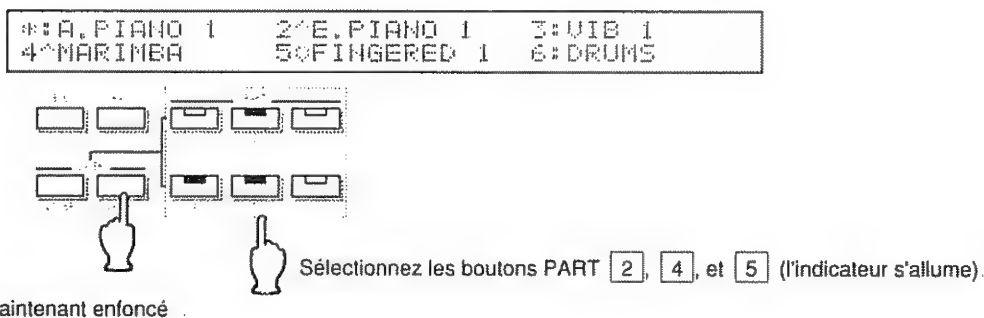 *:A.PIANO 1 2^E.PIANO 1 3:VIB 1
4^MARIMBA 5◇FINGERED 1 6:DRUMS
Sélectionnez les boutons PART 2, 4, et 5 (l'indicateur s'allume).
aintenant enfoncé